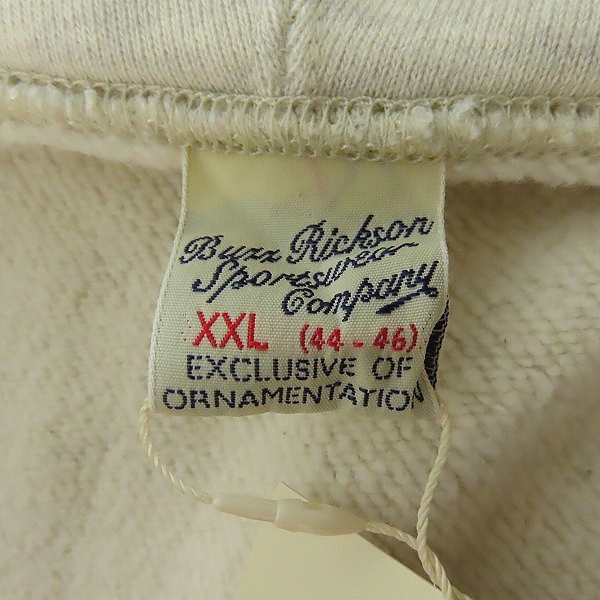 Buzz Rickson
Sportswear
Company
XXL (44-46)
EXCLUSIVE OF
ORNAMENTATION